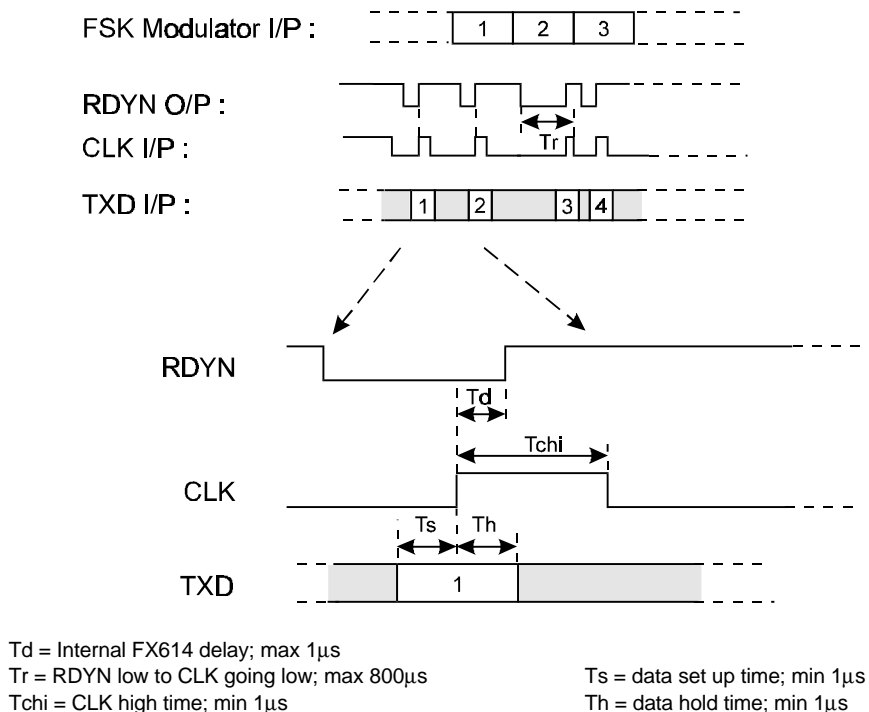 FSK Modulator I/P : 1 2 3
RDYN O/P :
Tr
CLK I/P :
TXD I/P : 1 2 3 4
RDYN
Td
Tchi
CLK
Ts Th
TXD 1
Td = Internal FX614 delay; max 1µs
Tr = RDYN low to CLK going low; max 800µs Ts = data set up time; min 1µs
Tchi = CLK high time; min 1µs Th = data hold time; min 1µs